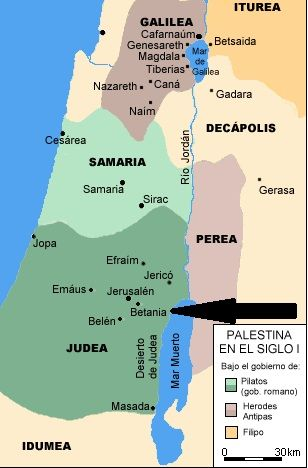 ITUREA
GALILEA
Cafarnaúm
Genesareth
Betsaida
Magdala
Mar
de
Galilea
Tiberias
Nazareth
Caná
Gadara
Naím
DECÁPOLIS
Cesárea
Río Jordán
SAMARIA
Samaria
Gerasa
Sirac
Jopa
PEREA
Efraím
Jericó
Emáus
Jerusalén
Betania
Belén
JUDEA
Desierto
de Judea
Mar Muerto
Masada
IDUMEA
PALESTINA
EN EL SIGLO I
Bajo el gobierno de:
Pilatos
(gob. romano)
Herodes
Antipas
Filipo
0 30km